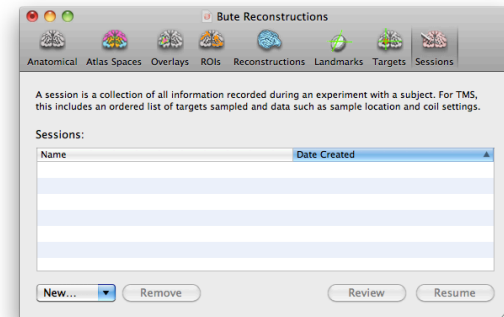 Bute Reconstructions
Anatomical Atlas Spaces Overlays ROIs Reconstructions Landmarks Targets Sessions
A session is a collection of all information recorded during an experiment with a subject. For TMS,
this includes an ordered list of targets sampled and data such as sample location and coil settings.
Sessions:
Name Date Created
New... Remove Review Resume